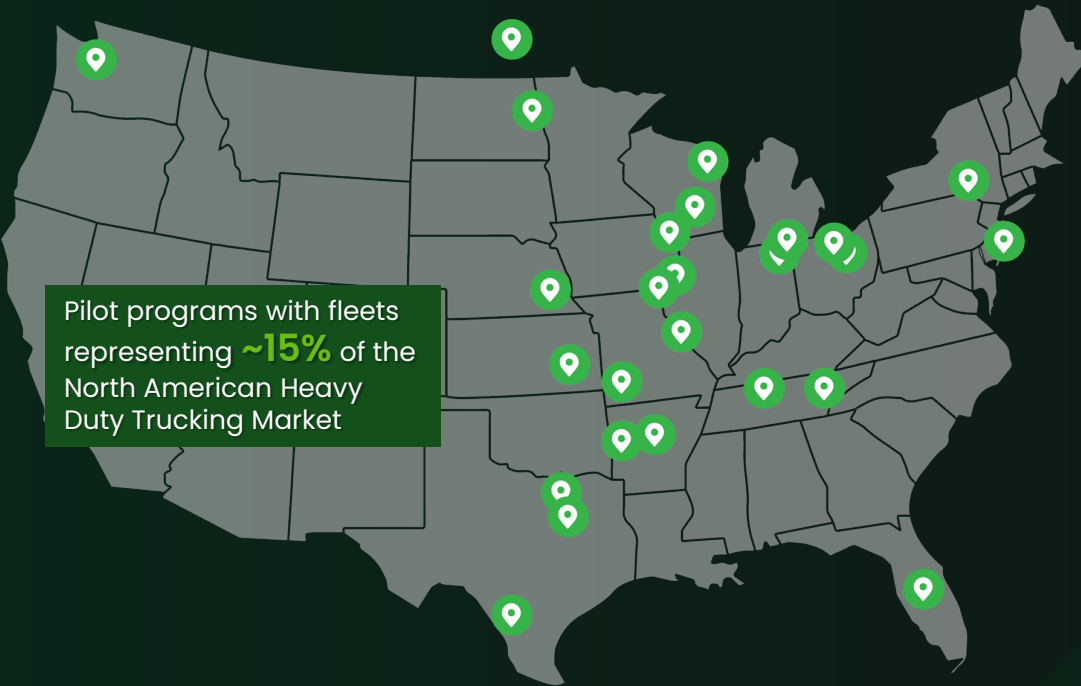 Pilot programs with fleets
representing ~15% of the
North American Heavy
Duty Trucking Market